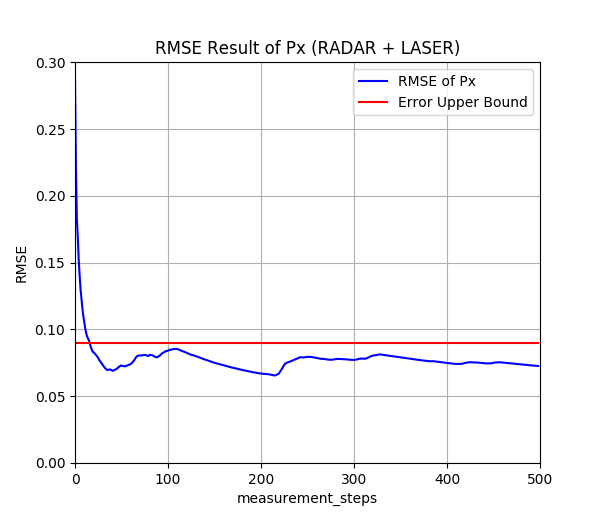 RMSE Result of Px (RADAR + LASER)
RMSE of Px
Error Upper Bound
0.30
0.25
0.20
0.15
0.10
0.05
0.00
RMSE
0 100 200 300 400 500
measurement_steps